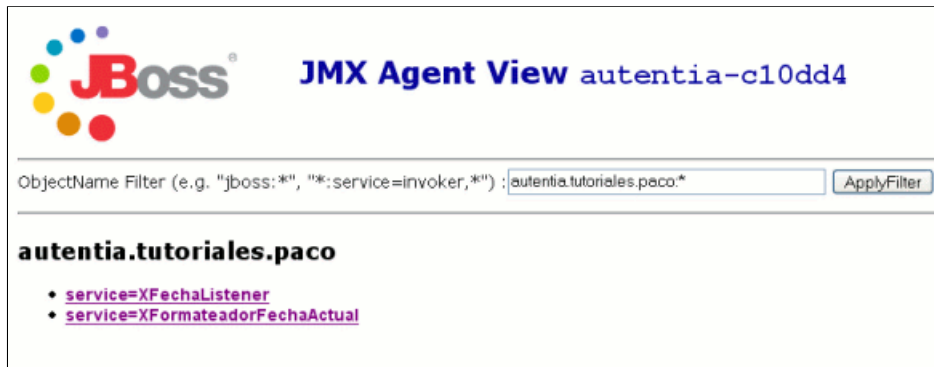 JBoss®
JMX Agent View autentia-c10dd4
ObjectName Filter (e.g. "jboss:*", "*:service=invoker,*") : autentia.tutoriales.paco:* ApplyFilter
autentia.tutoriales.paco
• service=XFechaListener
• service=XFormateadorFechaActual